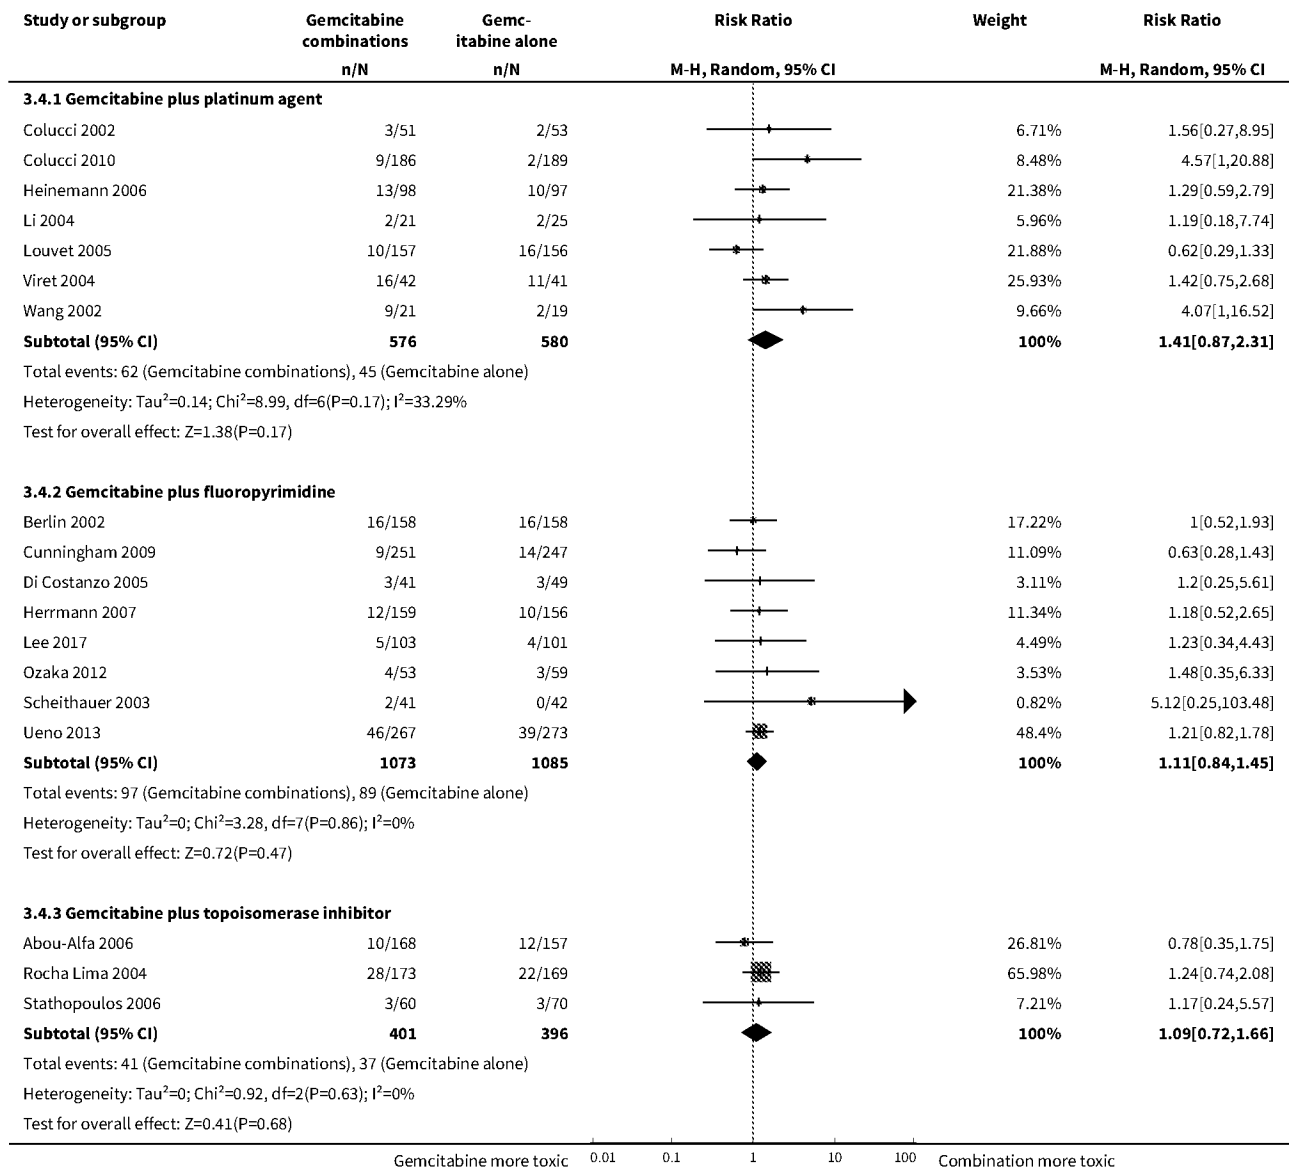 Study or subgroup Gemcitabine combinations Gemc-itabine alone Risk Ratio Weight Risk Ratio
n/N n/N M-H, Random, 95% CI M-H, Random, 95% CI
3.4.1 Gemcitabine plus platinum agent
Colucci 2002 3/51 2/53 6.71% 1.56[0.27,8.95]
Colucci 2010 9/186 2/189 8.48% 4.57[1,20.88]
Heinemann 2006 13/98 10/97 21.38% 1.29[0.59,2.79]
Li 2004 2/21 2/25 5.96% 1.19[0.18,7.74]
Louvet 2005 10/157 16/156 21.88% 0.62[0.29,1.33]
Viret 2004 16/42 11/41 25.93% 1.42[0.75,2.68]
Wang 2002 9/21 2/19 9.66% 4.07[1,16.52]
Subtotal (95% CI) 576 580 100% 1.41[0.87,2.31]
Total events: 62 (Gemcitabine combinations), 45 (Gemcitabine alone)
Heterogeneity: Tau²=0.14; Chi²=8.99, df=6(P=0.17); I²=33.29%
Test for overall effect: Z=1.38(P=0.17)
3.4.2 Gemcitabine plus fluoropyrimidine
Berlin 2002 16/158 16/158 17.22% 1[0.52,1.93]
Cunningham 2009 9/251 14/247 11.09% 0.63[0.28,1.43]
Di Costanzo 2005 3/41 3/49 3.11% 1.2[0.25,5.61]
Herrmann 2007 12/159 10/156 11.34% 1.18[0.52,2.65]
Lee 2017 5/103 4/101 4.49% 1.23[0.34,4.43]
Ozaka 2012 4/53 3/59 3.53% 1.48[0.35,6.33]
Scheithauer 2003 2/41 0/42 0.82% 5.12[0.25,103.48]
Ueno 2013 46/267 39/273 48.4% 1.21[0.82,1.78]
Subtotal (95% CI) 1073 1085 100% 1.11[0.84,1.45]
Total events: 97 (Gemcitabine combinations), 89 (Gemcitabine alone)
Heterogeneity: Tau²=0; Chi²=3.28, df=7(P=0.86); I²=0%
Test for overall effect: Z=0.72(P=0.47)
3.4.3 Gemcitabine plus topoisomerase inhibitor
Abou-Alfa 2006 10/168 12/157 26.81% 0.78[0.35,1.75]
Rocha Lima 2004 28/173 22/169 65.98% 1.24[0.74,2.08]
Stathopoulos 2006 3/60 3/70 7.21% 1.17[0.24,5.57]
Subtotal (95% CI) 401 396 100% 1.09[0.72,1.66]
Total events: 41 (Gemcitabine combinations), 37 (Gemcitabine alone)
Heterogeneity: Tau²=0; Chi²=0.92, df=2(P=0.63); I²=0%
Test for overall effect: Z=0.41(P=0.68)
Gemcitabine more toxic 0.01 0.1 1 10 100 Combination more toxic